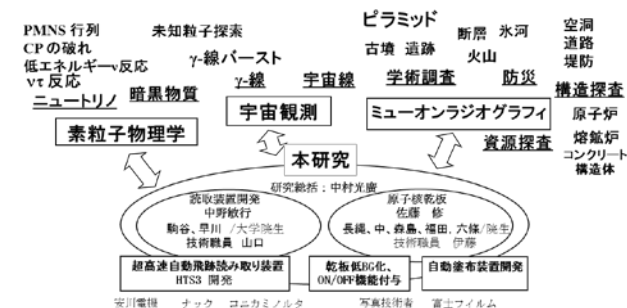 PMNS 行列
CPの破れ
低エネルギーν反応
ντ反応
ニュートリノ
未知粒子探索
暗黒物質
素粒子物理学
γ-線バースト
γ-線
宇宙線
宇宙観測
ピラミッド
古墳 遺跡
断層
氷河
火山
学術調査
防災
ミューオンラジオグラフィ
資源探査
空洞
道路
堤防
構造探査
原子炉
熔鉱炉
コンクリート
構造体
本研究
研究総括:中村光廣
読取装置開発
中野敏行
駒谷、早川 /大学院生
技術職員 山口
原子核乾板
佐藤 修
長縄、中、森島、福田、六條/院生
技術職員 伊藤
超高速自動飛跡読み取り装置
HTS3 開発
乾板低BG化、
ON/OFF機能付与
自動塗布装置開発
安川電機 ナック コニカミノルタ
写真技術者 富士フイルム